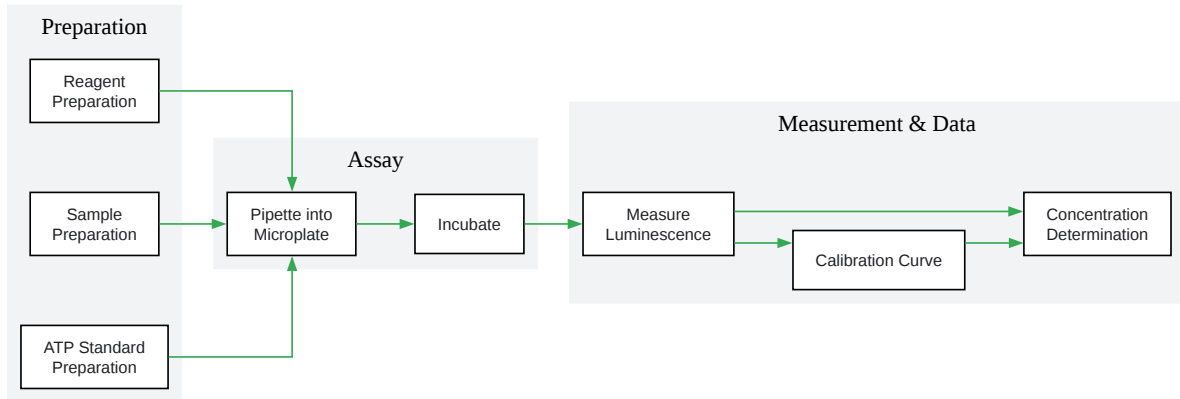 Preparation
Reagent
Preparation
Sample
Preparation
ATP Standard
Preparation
Assay
Pipette into
Microplate
Incubate
Measurement & Data
Measure
Luminescence
Calibration Curve
Concentration
Determination